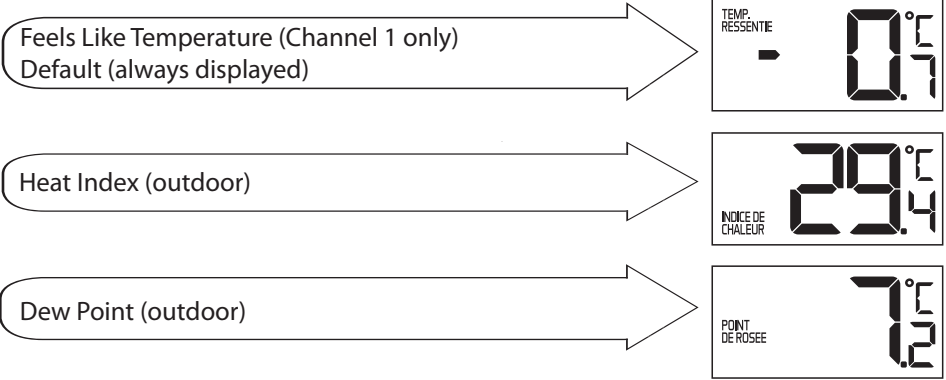 Feels Like Temperature (Channel 1 only)
Default (always displayed)
TEMP.
RESSENTIE
-0.7 °C
Heat Index (outdoor)
29.4 °C
INDICE DE
CHALEUR
Dew Point (outdoor)
7.2 °C
POINT
DE ROSEE